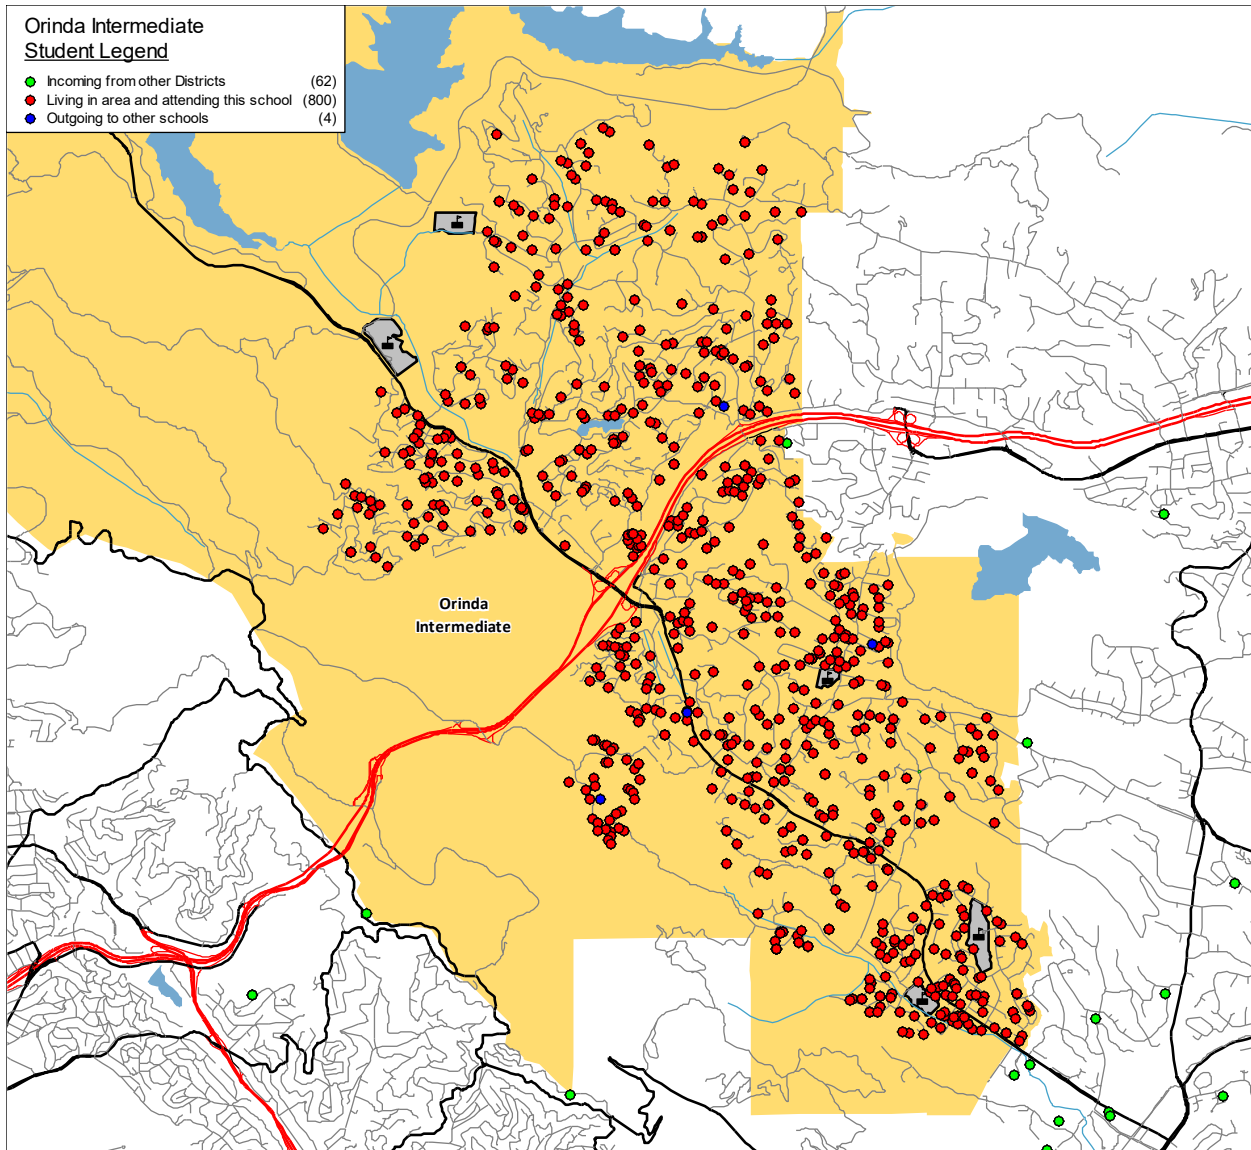 Orinda Intermediate
Student Legend
Incoming from other Districts (62)
Living in area and attending this school (800)
Outgoing to other schools (4)
Orinda
Intermediate